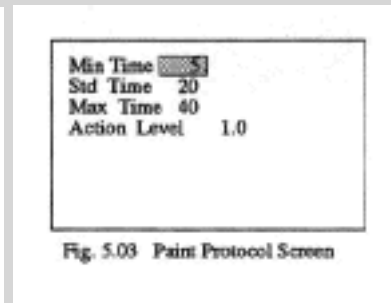 Min Time 5
Std Time 20
Max Time 40
Action Level 1.0
Fig. 5.03 Paint Protocol Screen